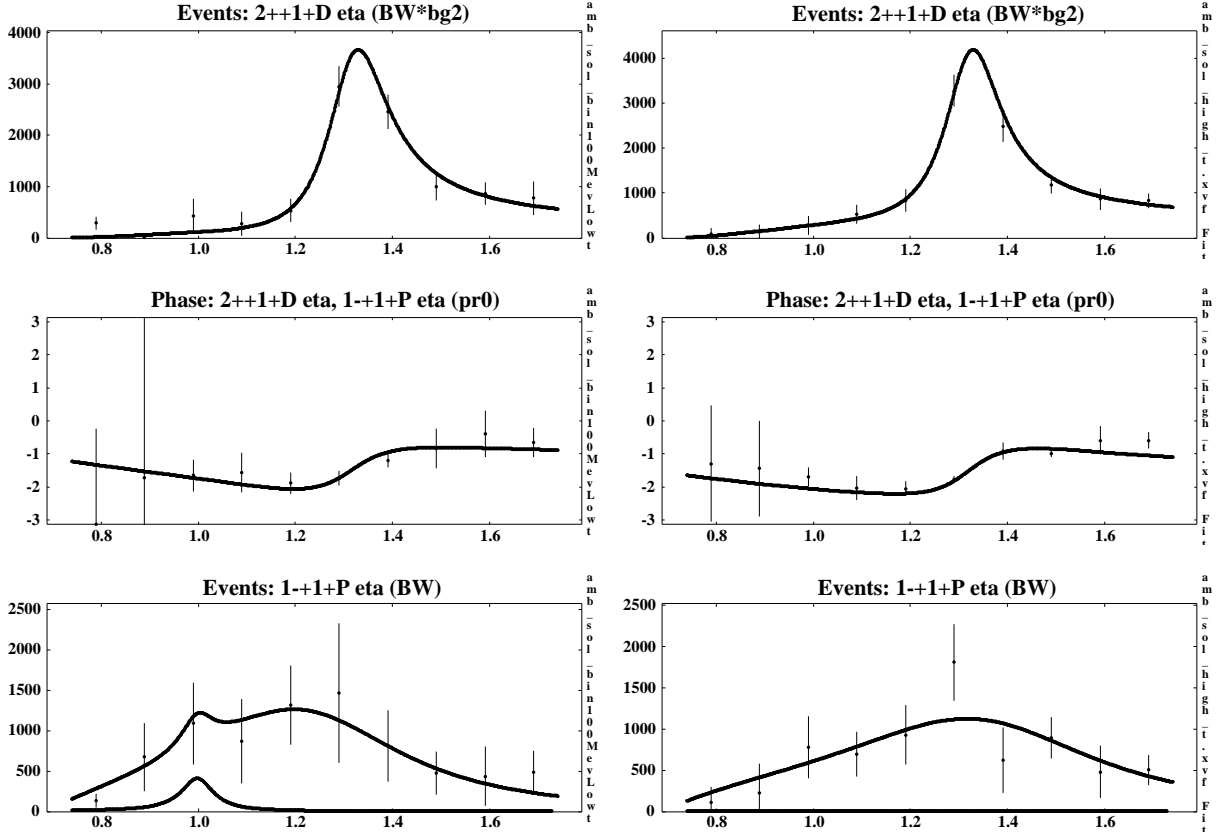 Events: 2++1+D eta (BW*bg2)
4000
3000
2000
1000
0
0.8 1.0 1.2 1.4 1.6
amb_sol_bin100MevLowt
Events: 2++1+D eta (BW*bg2)
4000
3000
2000
1000
0
0.8 1.0 1.2 1.4 1.6
amb_sol_high_t.xvf Fit
Phase: 2++1+D eta, 1-+1+P eta (pr0)
3
2
1
0
-1
-2
-3
0.8 1.0 1.2 1.4 1.6
amb_sol_bin100MevLowt
Phase: 2++1+D eta, 1-+1+P eta (pr0)
3
2
1
0
-1
-2
-3
0.8 1.0 1.2 1.4 1.6
amb_sol_high_t.xvf Fit
Events: 1-+1+P eta (BW)
2500
2000
1500
1000
500
0
0.8 1.0 1.2 1.4 1.6
amb_sol_bin100MevLowt
Events: 1-+1+P eta (BW)
2500
2000
1500
1000
500
0
0.8 1.0 1.2 1.4 1.6
amb_sol_high_t.xvf Fit